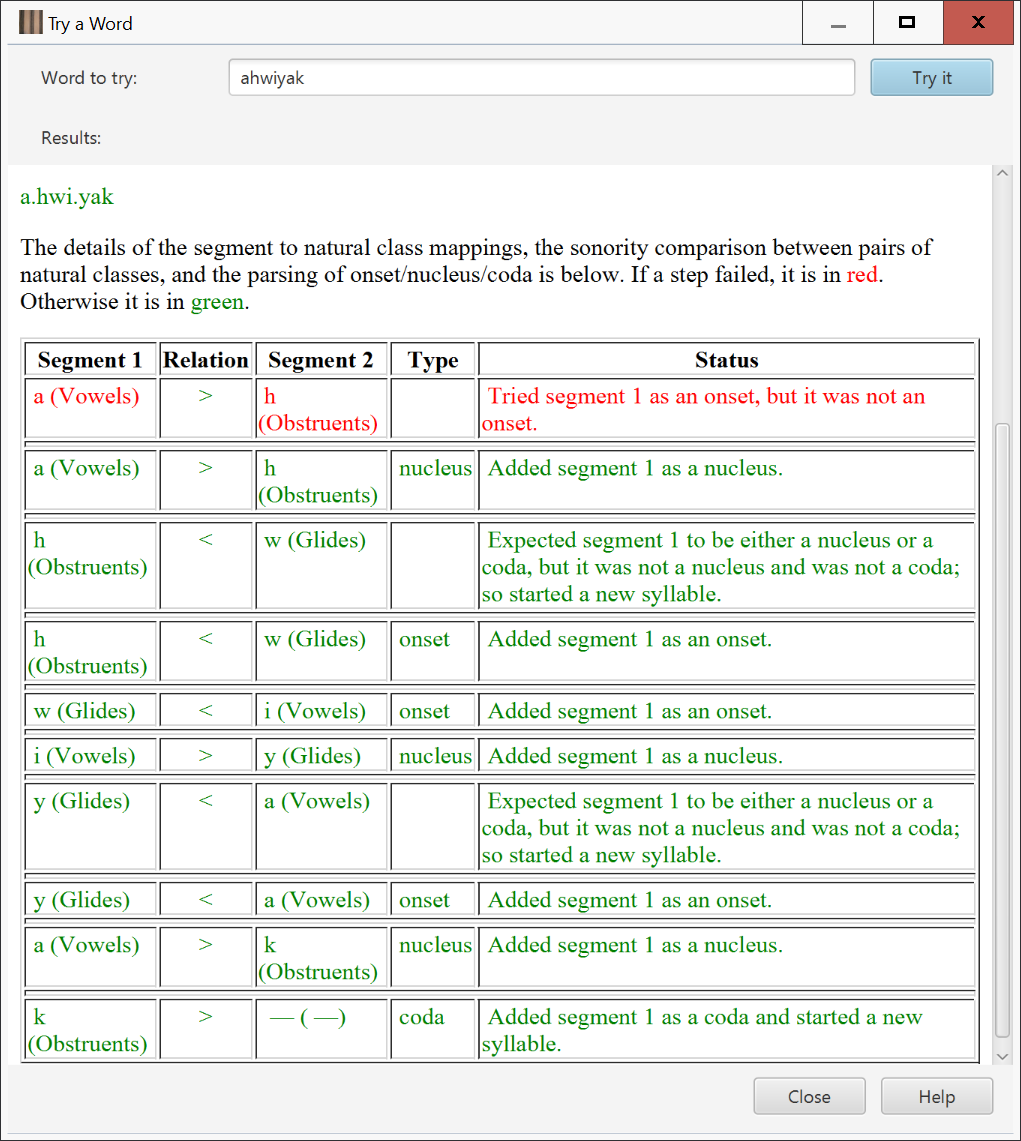 Try a Word
Word to try: ahwiyak Try it
Results:
a.hwi.yak
The details of the segment to natural class mappings, the sonority comparison between pairs of
natural classes, and the parsing of onset/nucleus/coda is below. If a step failed, it is in red.
Otherwise it is in green.
Segment 1 Relation Segment 2 Type Status
a (Vowels) > h (Obstruents) Tried segment 1 as an onset, but it was not an onset.
a (Vowels) > h (Obstruents) nucleus Added segment 1 as a nucleus.
h (Obstruents) < w (Glides) Expected segment 1 to be either a nucleus or a coda, but it was not a nucleus and was not a coda; so started a new syllable.
h (Obstruents) < w (Glides) onset Added segment 1 as an onset.
w (Glides) < i (Vowels) onset Added segment 1 as an onset.
i (Vowels) > y (Glides) nucleus Added segment 1 as a nucleus.
y (Glides) < a (Vowels) Expected segment 1 to be either a nucleus or a coda, but it was not a nucleus and was not a coda; so started a new syllable.
y (Glides) < a (Vowels) onset Added segment 1 as an onset.
a (Vowels) > k (Obstruents) nucleus Added segment 1 as a nucleus.
k (Obstruents) > — ( —) coda Added segment 1 as a coda and started a new syllable.
Close Help